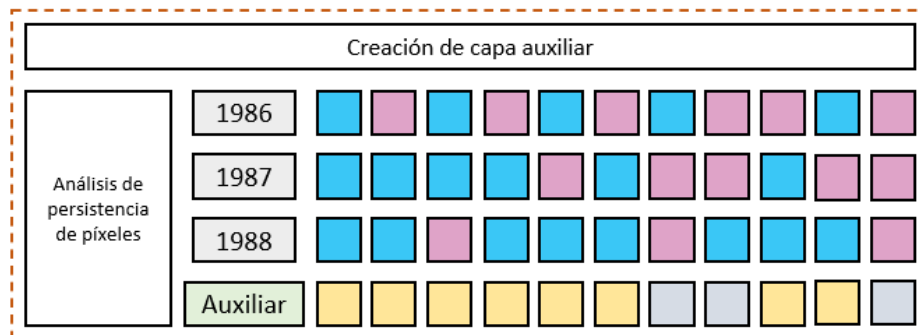 Creación de capa auxiliar
1986
1987
Análisis de
persistencia
de píxeles
1988
Auxiliar